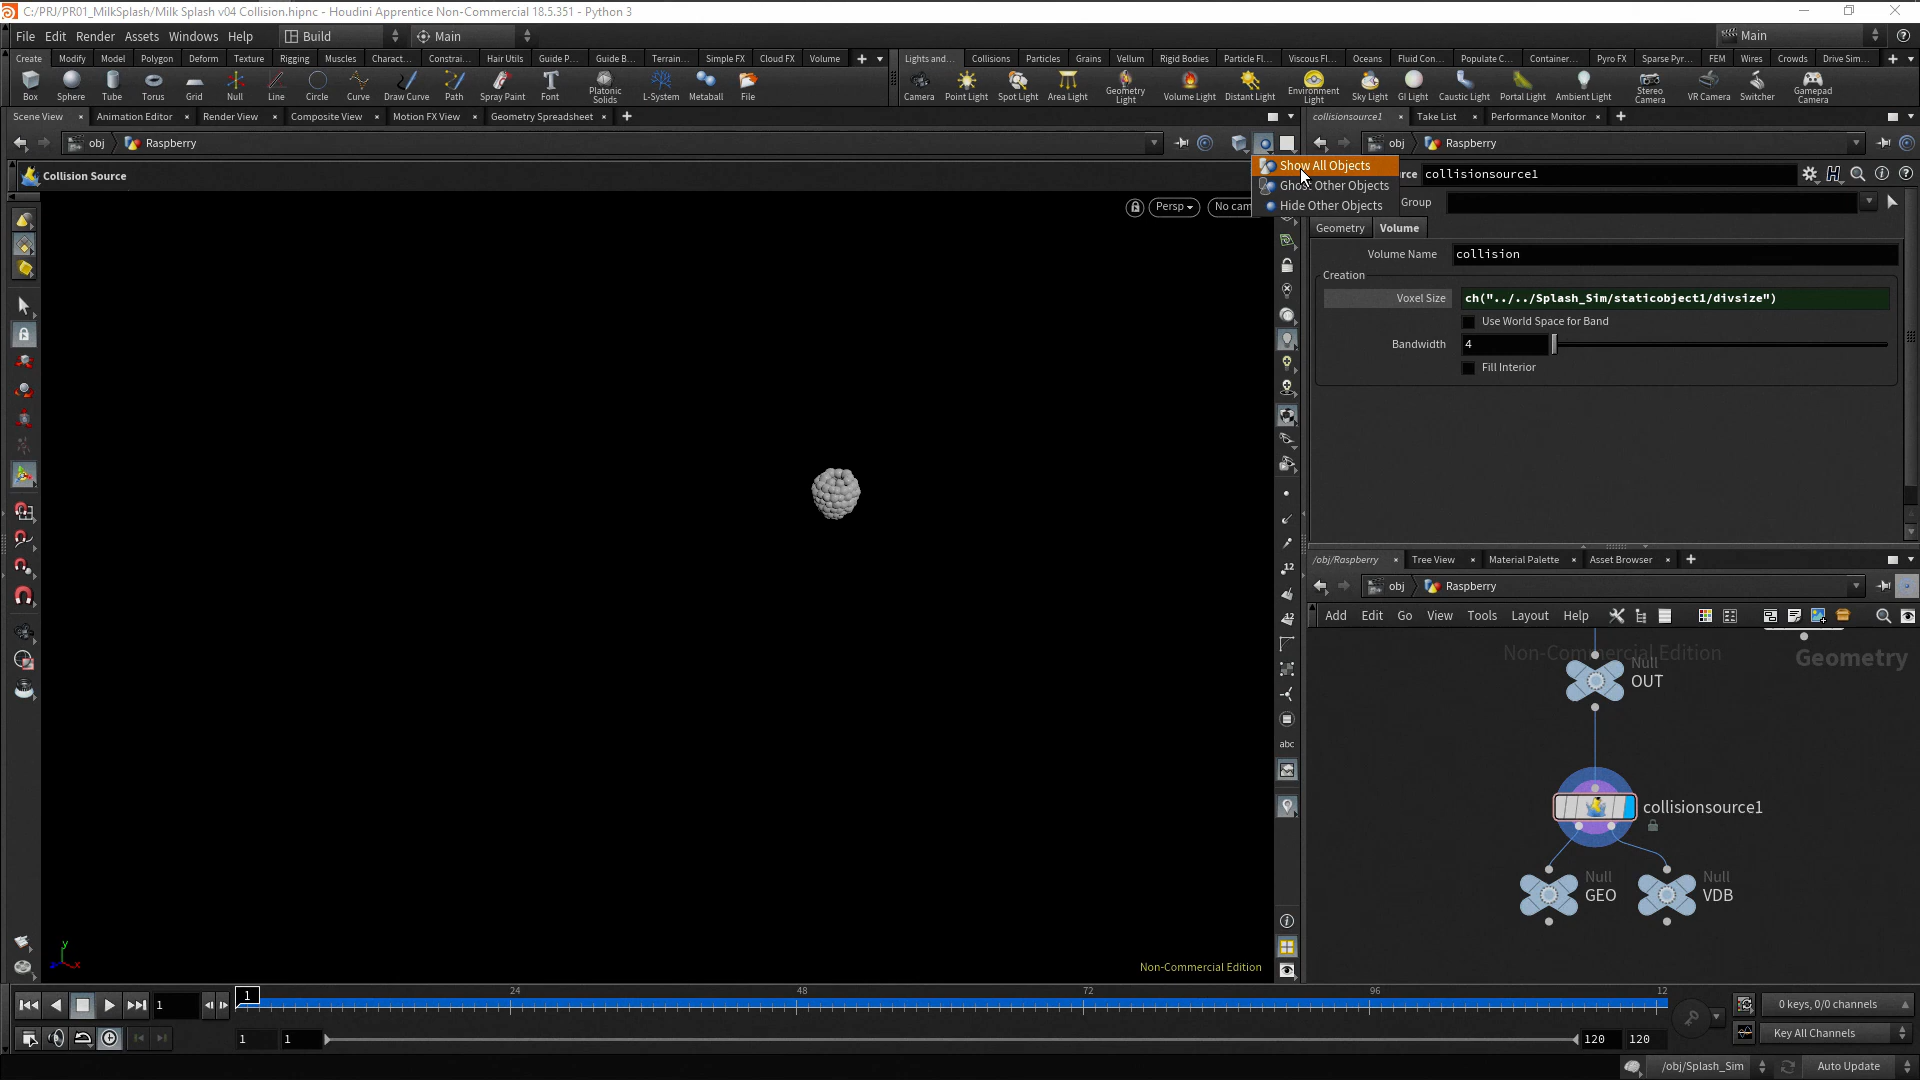 C:/PRJ/PR01_MilkSplash/Milk Splash v04 Collision.hipnc - Houdini Apprentice Non-Commercial 18.5.351 - Python 3
File Edit Render Assets Windows Help Build Main Main
Create Modify Model Polygon Deform Texture Rigging Muscles Charact... Constrai... Hair Utils Guide P... Guide B... Terrain... Simple FX Cloud FX Volume
Lights and... Collisions Particles Grains Vellum Rigid Bodies Particle Fl... Viscous Fl... Oceans Fluid Con... Populate C... Container... Pyro FX Sparse Pyr... FEM Wires Crowds Drive Sim...
Box Sphere Tube Torus Grid Null Line Circle Curve Draw Curve Path Spray Paint Font Platonic Solids L-System Metaball File
Camera Point Light Spot Light Area Light Geometry Light Volume Light Distant Light Environment Light Sky Light GI Light Caustic Light Portal Light Ambient Light Stereo Camera VR Camera Switcher Gamepad Camera
Scene View Animation Editor Render View Composite View Motion FX View Geometry Spreadsheet
collisionsource1 Take List Performance Monitor
obj Raspberry
obj Raspberry
Collision Source
Show All Objects
Ghost Other Objects
Hide Other Objects
collisionsource1
Group
Persp No cam
Geometry Volume
Volume Name collision
Creation
Voxel Size ch("../../Splash_Sim/staticobject1/divsize")
Use World Space for Band
Bandwidth 4
Fill Interior
/obj/Raspberry Tree View Material Palette Asset Browser
obj Raspberry
Add Edit Go View Tools Layout Help
Non-Commercial Edition
Geometry
Null
OUT
collisionsource1
Null
GEO
Null
VDB
12
12
abc
y
z x
Non-Commercial Edition
1 1 24 48 72 96 12
0 keys, 0/0 channels
1 1 120 120
Key All Channels
/obj/Splash_Sim Auto Update